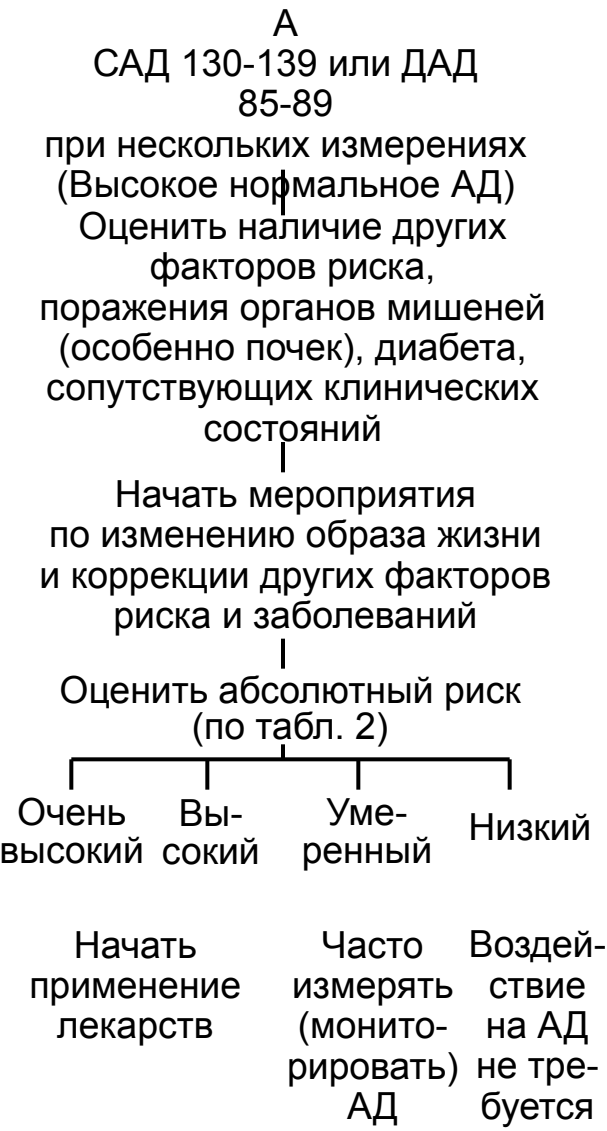 А
САД 130-139 или ДАД
85-89
при нескольких измерениях
(Высокое нормальное АД)
Оценить наличие других
факторов риска,
поражения органов мишеней
(особенно почек), диабета,
сопутствующих клинических
состояний
Начать мероприятия
по изменению образа жизни
и коррекции других факторов
риска и заболеваний
Оценить абсолютный риск
(по табл. 2)
Очень
высокий
Вы-
сокий
Уме-
ренный
Низкий
Начать
применение
лекарств
Часто
измерять
(монито-
рировать)
АД
Воздей-
ствие
на АД
не тре-
буется